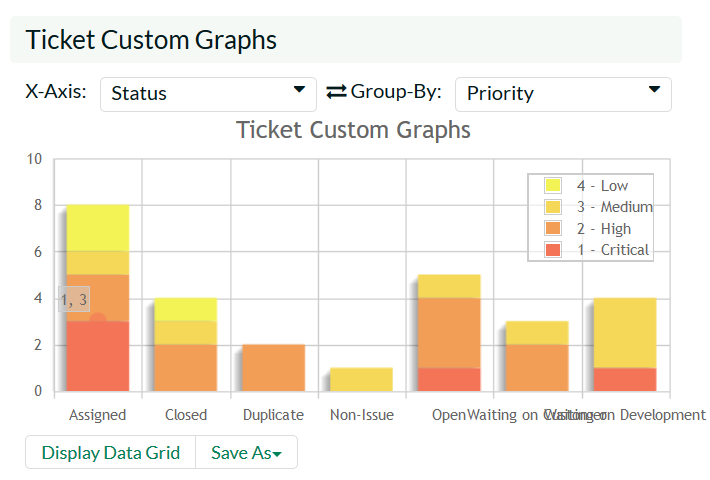 Ticket Custom Graphs
X-Axis: Status Group-By: Priority
Ticket Custom Graphs
10
8
6
4
2
0
4 - Low
3 - Medium
2 - High
1 - Critical
1, 3
Assigned Closed Duplicate Non-Issue Open Waiting on Customer Waiting on Development
Display Data Grid Save As